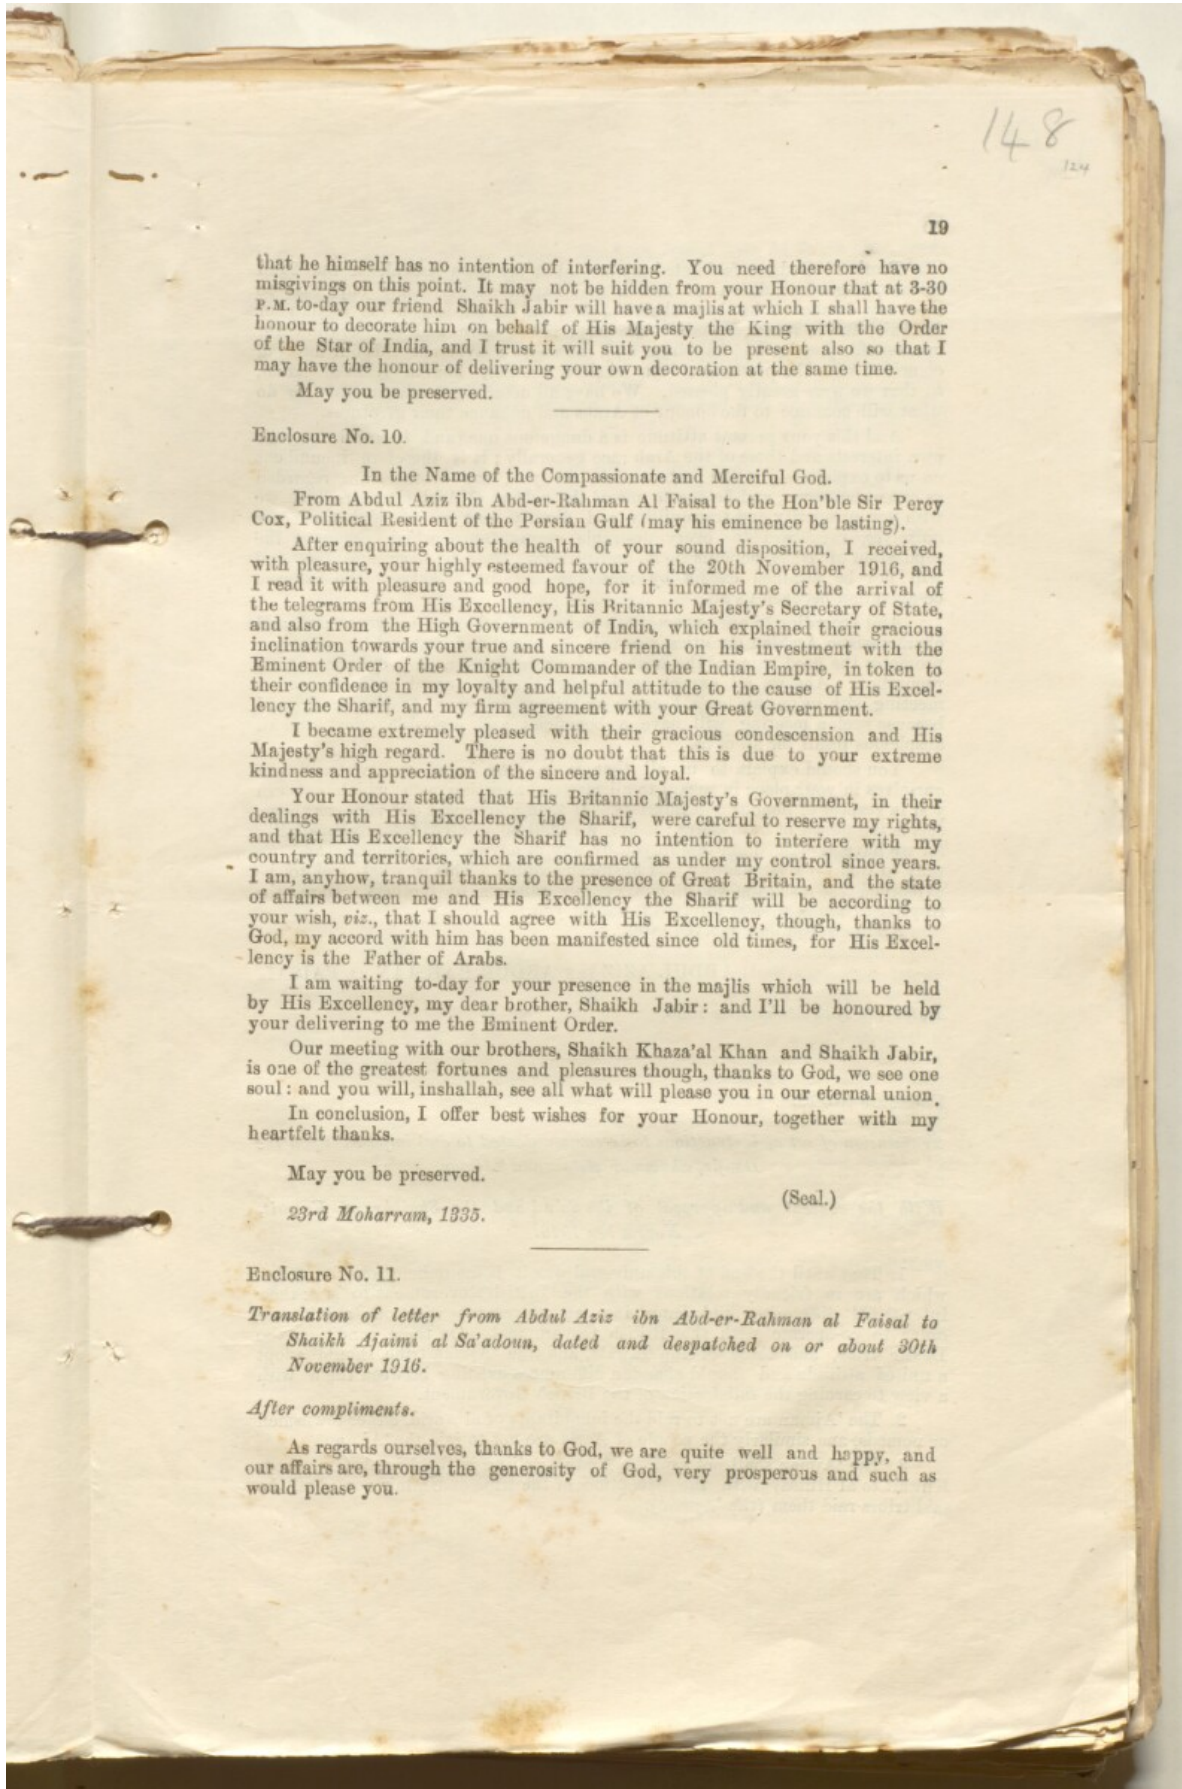 148
124
19
that he himself has no intention of interfering. You need therefore have no
misgivings on this point. It may not be hidden from your Honour that at 3-30
P.M. to-day our friend Shaikh Jabir will have a majlis at which I shall have the
honour to decorate him on behalf of His Majesty the King with the Order
of the Star of India, and I trust it will suit you to be present also so that I
may have the honour of delivering your own decoration at the same time.
May you be preserved.
Enclosure No. 10.
In the Name of the Compassionate and Merciful God.
From Abdul Aziz ibn Abd-er-Rahman Al Faisal to the Hon'ble Sir Percy
Cox, Political Resident of the Persian Gulf (may his eminence be lasting).
After enquiring about the health of your sound disposition, I received,
with pleasure, your highly esteemed favour of the 20th November 1916, and
I read it with pleasure and good hope, for it informed me of the arrival of
the telegrams from His Excellency, His Britannic Majesty's Secretary of State,
and also from the High Government of India, which explained their gracious
inclination towards your true and sincere friend on his investment with the
Eminent Order of the Knight Commander of the Indian Empire, in token to
their confidence in my loyalty and helpful attitude to the cause of His Excel-
lency the Sharif, and my firm agreement with your Great Government.
I became extremely pleased with their gracious condescension and His
Majesty's high regard. There is no doubt that this is due to your extreme
kindness and appreciation of the sincere and loyal.
Your Honour stated that His Britannic Majesty's Government, in their
dealings with His Excellency the Sharif, were careful to reserve my rights,
and that His Excellency the Sharif has no intention to interfere with my
country and territories, which are confirmed as under my control since years.
I am, anyhow, tranquil thanks to the presence of Great Britain, and the state
of affairs between me and His Excellency the Sharif will be according to
your wish, viz., that I should agree with His Excellency, though, thanks to
God, my accord with him has been manifested since old times, for His Excel-
lency is the Father of Arabs.
I am waiting to-day for your presence in the majlis which will be held
by His Excellency, my dear brother, Shaikh Jabir: and I'll be honoured by
your delivering to me the Eminent Order.
Our meeting with our brothers, Shaikh Khaza'al Khan and Shaikh Jabir,
is one of the greatest fortunes and pleasures though, thanks to God, we see one
soul: and you will, inshallah, see all what will please you in our eternal union.
In conclusion, I offer best wishes for your Honour, together with my
heartfelt thanks.
May you be preserved.
(Seal.)
23rd Moharram, 1335.
Enclosure No. 11.
Translation of letter from Abdul Aziz ibn Abd-er-Rahman al Faisal to
Shaikh Ajaimi al Sa'adoun, dated and despatched on or about 30th
November 1916.
After compliments.
As regards ourselves, thanks to God, we are quite well and happy, and
our affairs are, through the generosity of God, very prosperous and such as
would please you.